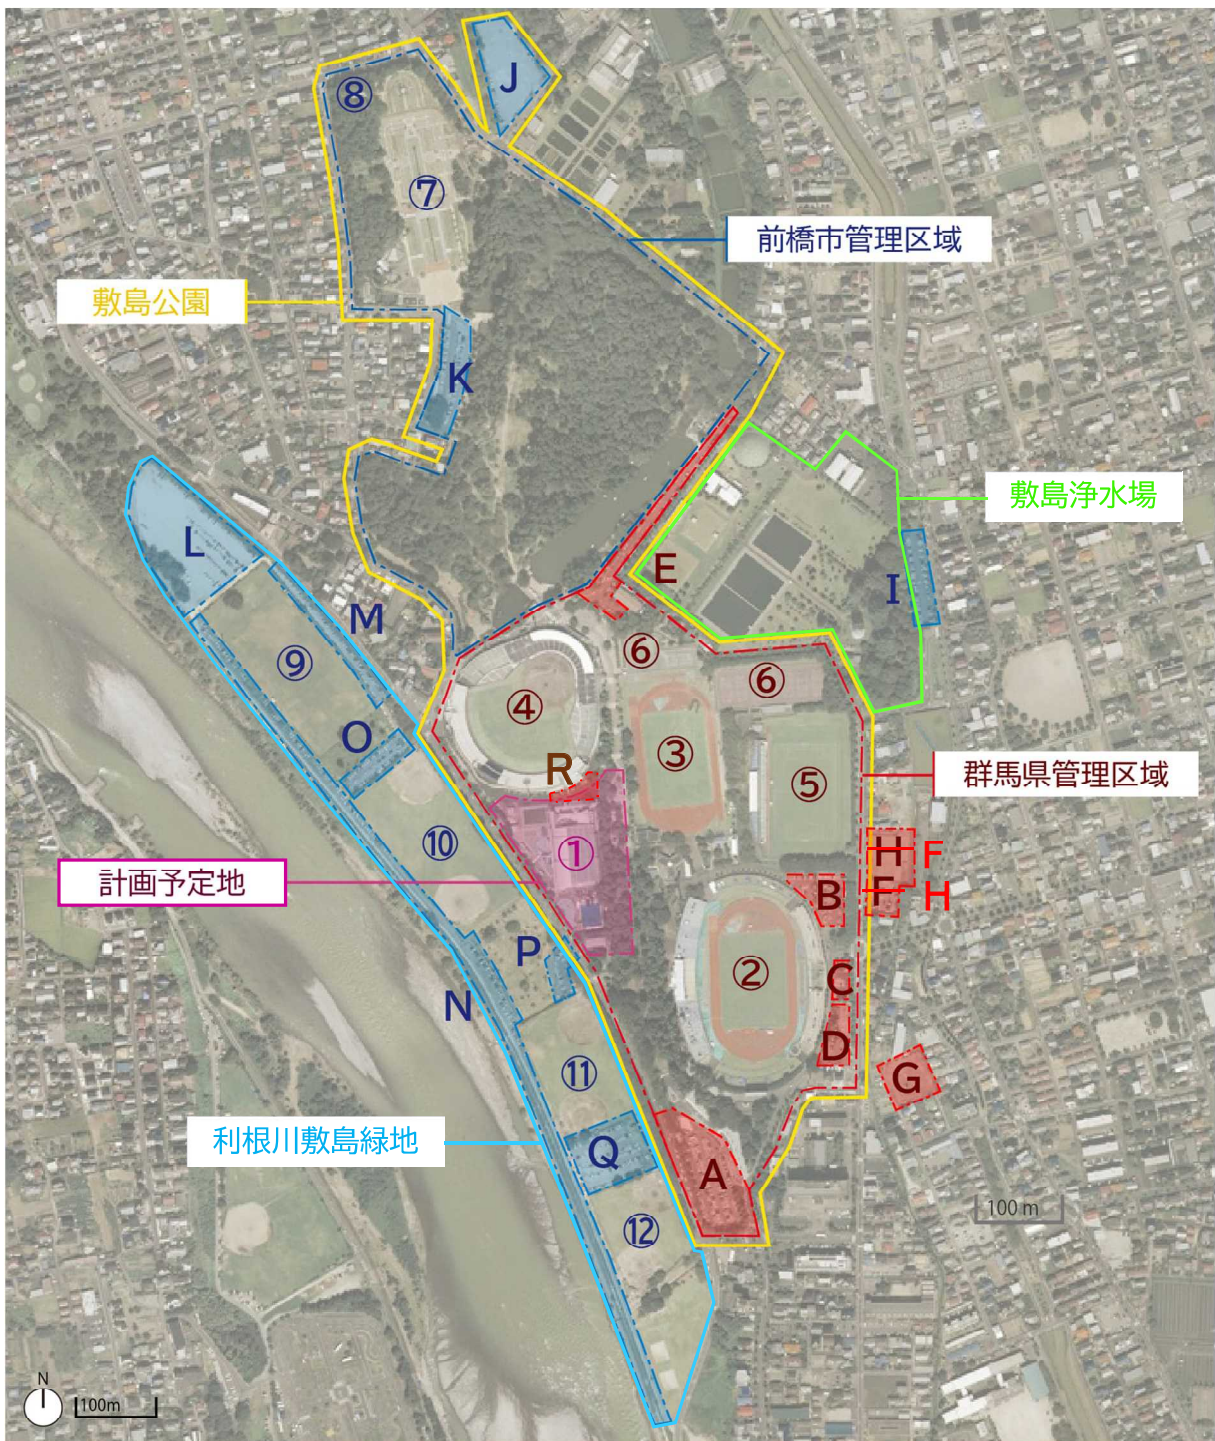 J
⑧
⑦
前橋市管理区域
敷島公園
K
敷島浄水場
L
E
I
M
⑨
⑥
⑥
④
O
③
R
⑤
群馬県管理区域
⑩
①
H F
計画予定地
B
F H
P
②
C
N
D
⑪
G
利根川敷島緑地
Q
A
100 m
⑫
N
100m